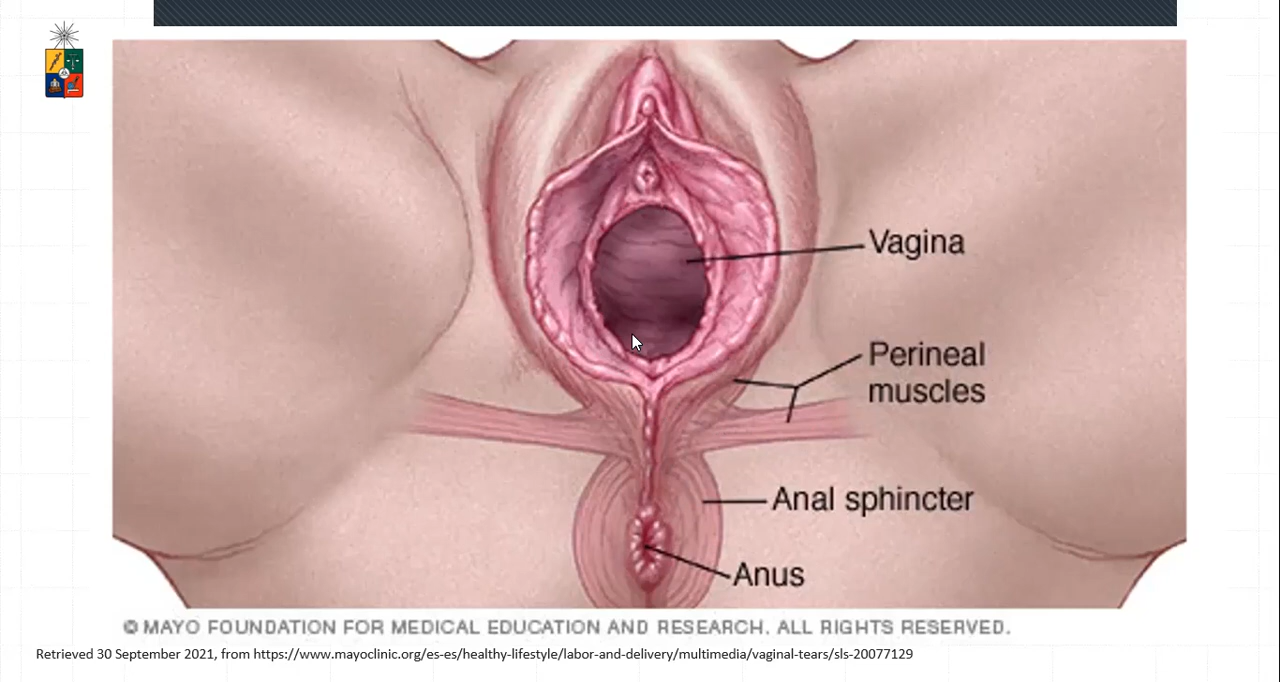 Vagina
Perineal
muscles
Anal sphincter
Anus
© MAYO FOUNDATION FOR MEDICAL EDUCATION AND RESEARCH. ALL RIGHTS RESERVED.
Retrieved 30 September 2021, from https://www.mayoclinic.org/es-es/healthy-lifestyle/labor-and-delivery/multimedia/vaginal-tears/sls-20077129